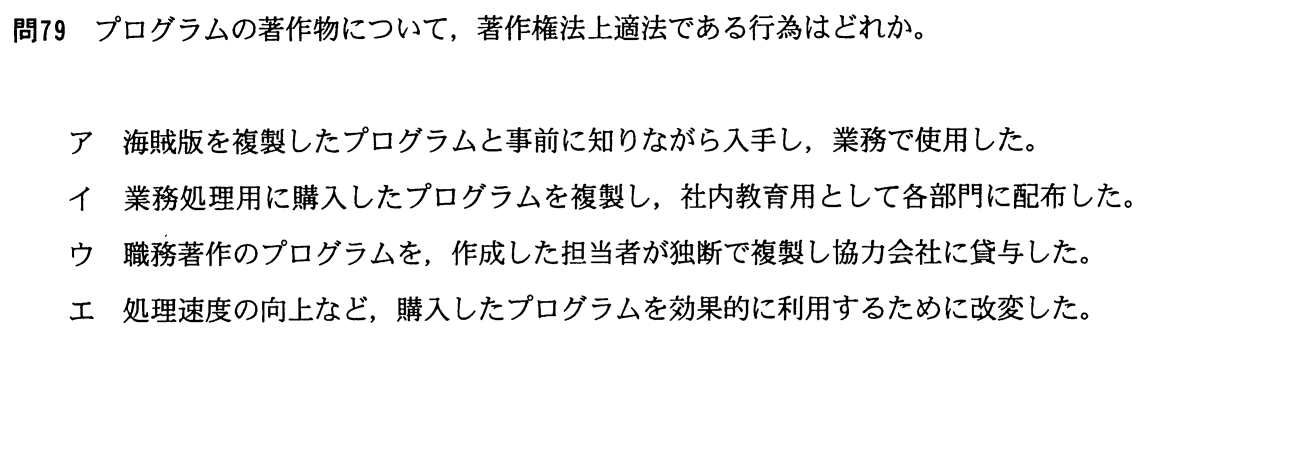 問79 プログラムの著作物について，著作権法上適法である行為はどれか。
ア 海賊版を複製したプログラムと事前に知りながら入手し，業務で使用した。
イ 業務処理用に購入したプログラムを複製し，社内教育用として各部門に配布した。
ウ 職務著作のプログラムを，作成した担当者が独断で複製し協力会社に貸与した。
エ 処理速度の向上など，購入したプログラムを効果的に利用するために改変した。